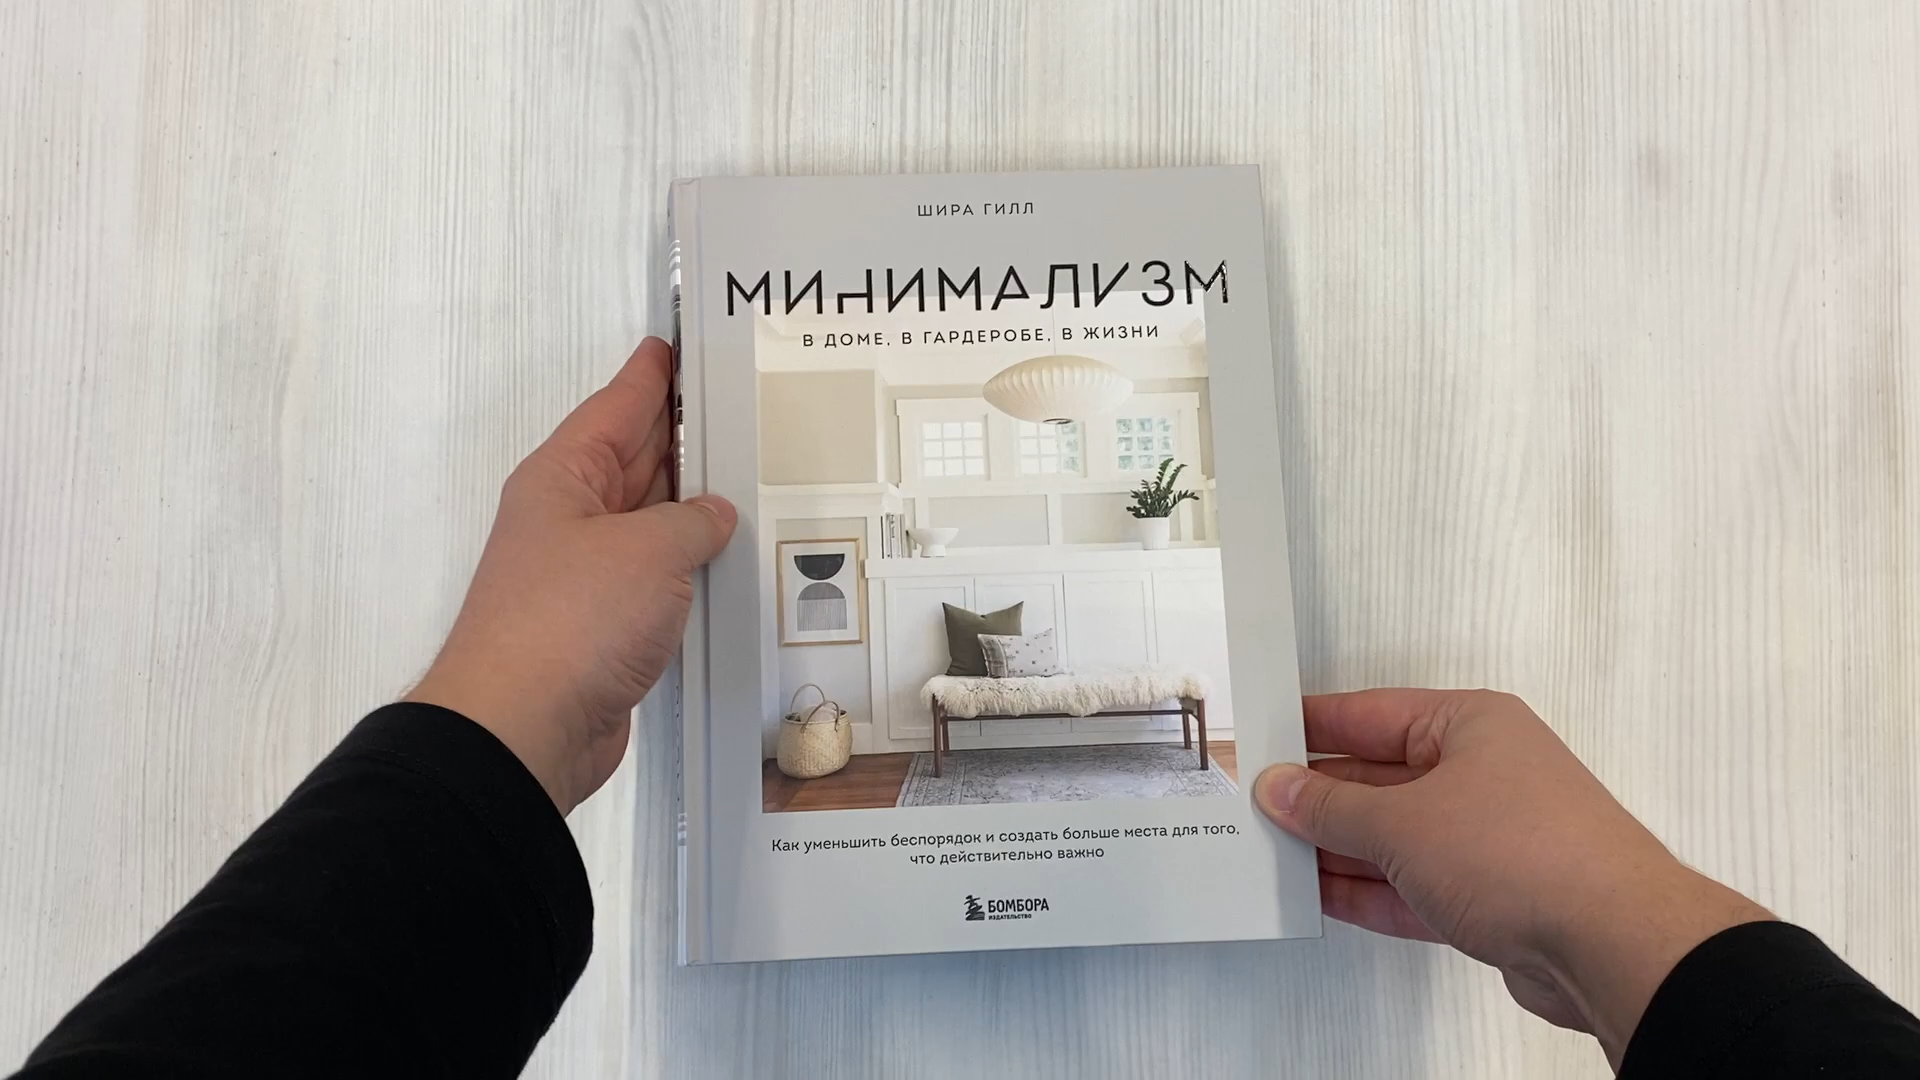 ШИРА ГИЛЛ
МИНИМАЛИЗМ
В ДОМЕ, В ГАРДЕРОБЕ, В ЖИЗНИ
Как уменьшить беспорядок и создать больше места для того,
что действительно важно
БОМБОРА
ИЗДАТЕЛЬСТВО